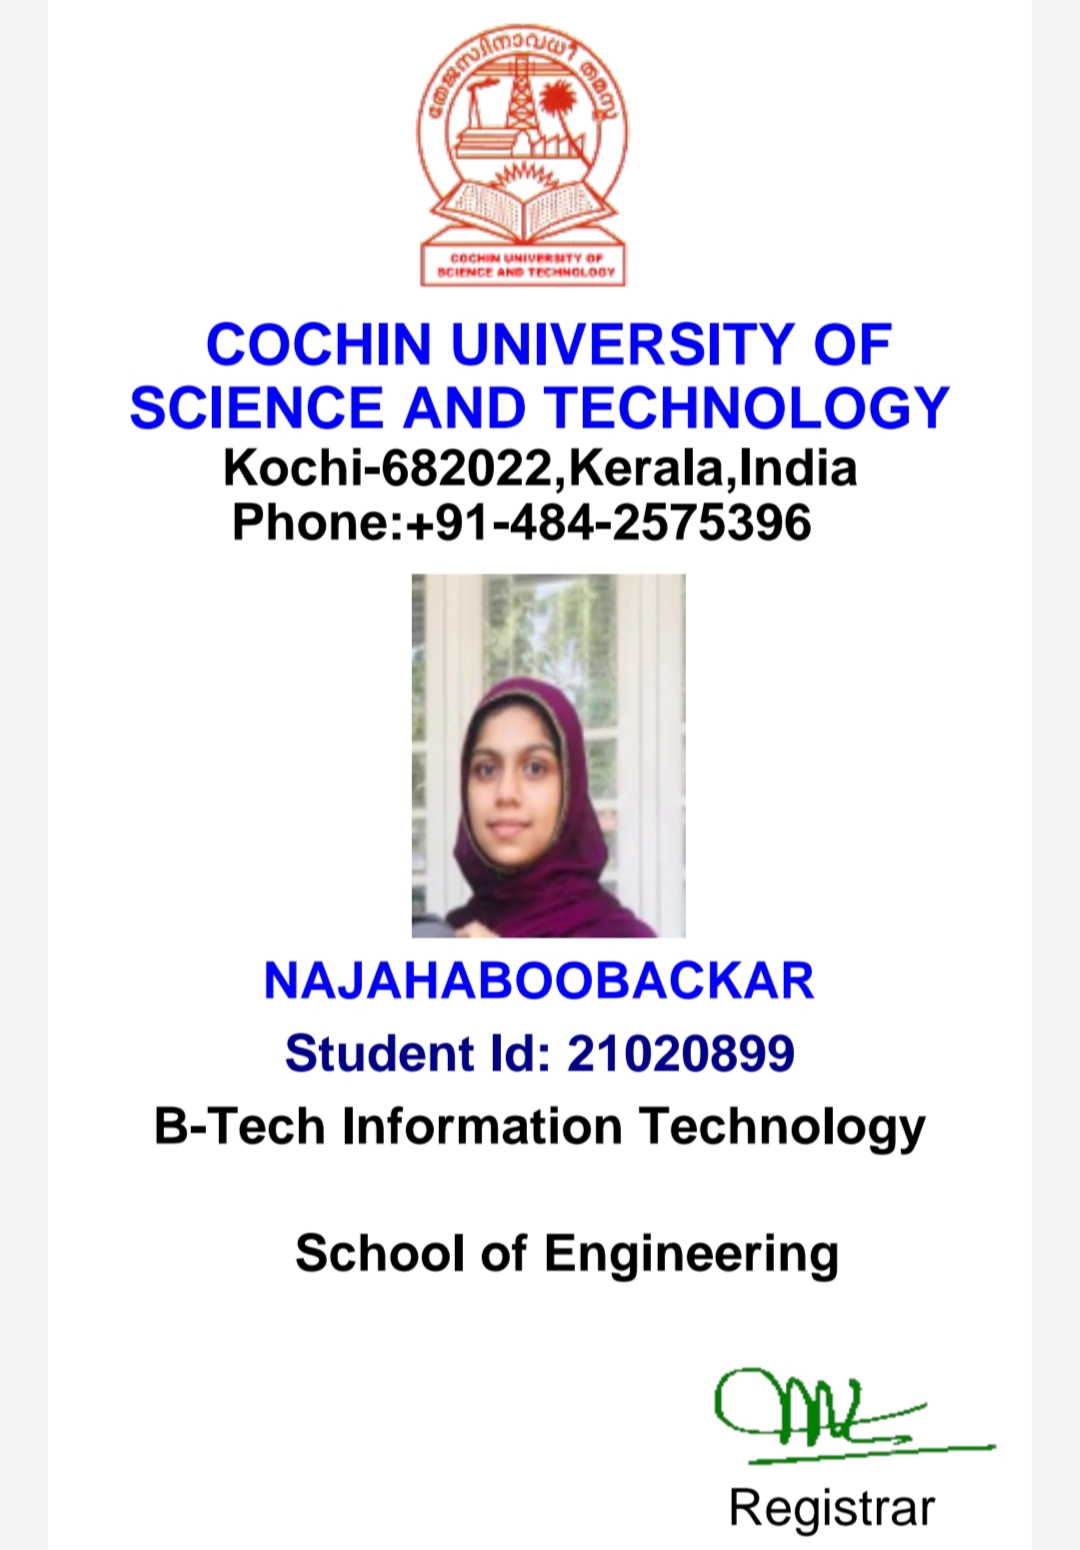 തേജസ്വിനാവധീതമസ്തു
COCHIN UNIVERSITY OF
SCIENCE AND TECHNOLOGY
COCHIN UNIVERSITY OF
SCIENCE AND TECHNOLOGY
Kochi-682022,Kerala,India
Phone:+91-484-2575396
NAJAHABOOBACKAR
Student Id: 21020899
B-Tech Information Technology
School of Engineering
Registrar